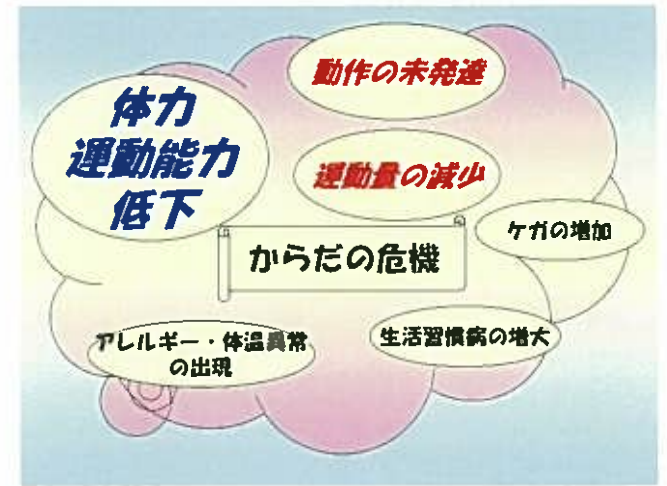 動作の未発達
体力
運動能力
低下
運動量の減少
ケガの増加
からだの危機
アレルギー・体温異常
の出現
生活習慣病の増大